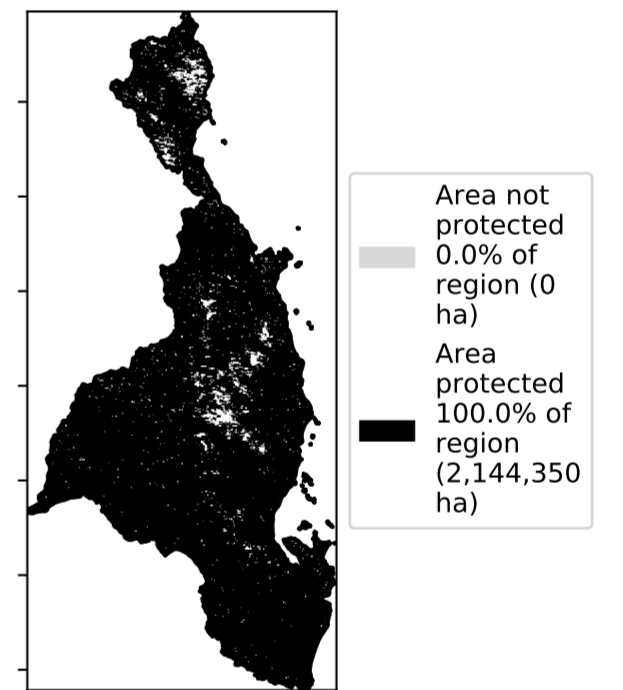 Area not
protected
0.0% of
region (0
ha)
Area
protected
100.0% of
region
(2,144,350
ha)